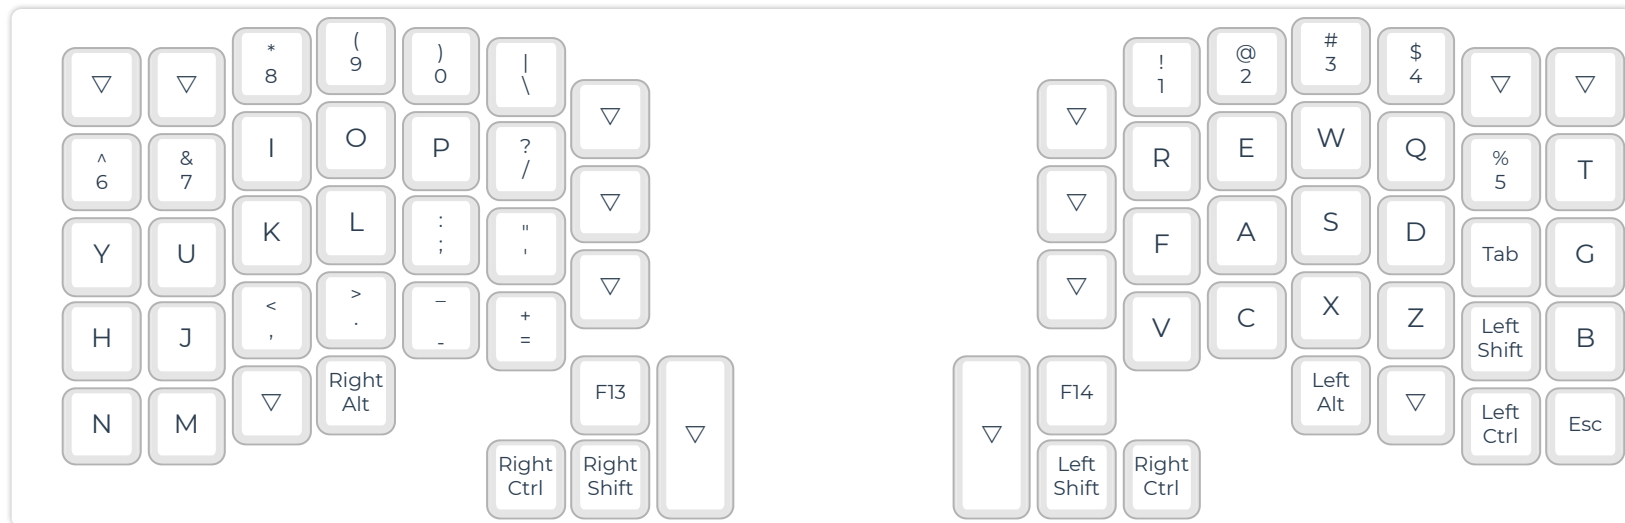 ▽ ▽ * ( ) | ! @ # $ ▽ ▽
8 9 0 \ 1 2 3 4
▽ ▽
^ & I O P ? R E W Q % T
6 7 / 5
▽ ▽
Y U K L : " F A S D Tab G
; '
▽ ▽
H J < > _ + V C X Z Left B
, . - = Shift
N M ▽ Right F13 ▽ ▽ F14 Left ▽ Left Esc
Alt Alt Ctrl
Right Right Left Right
Ctrl Shift Shift Ctrl